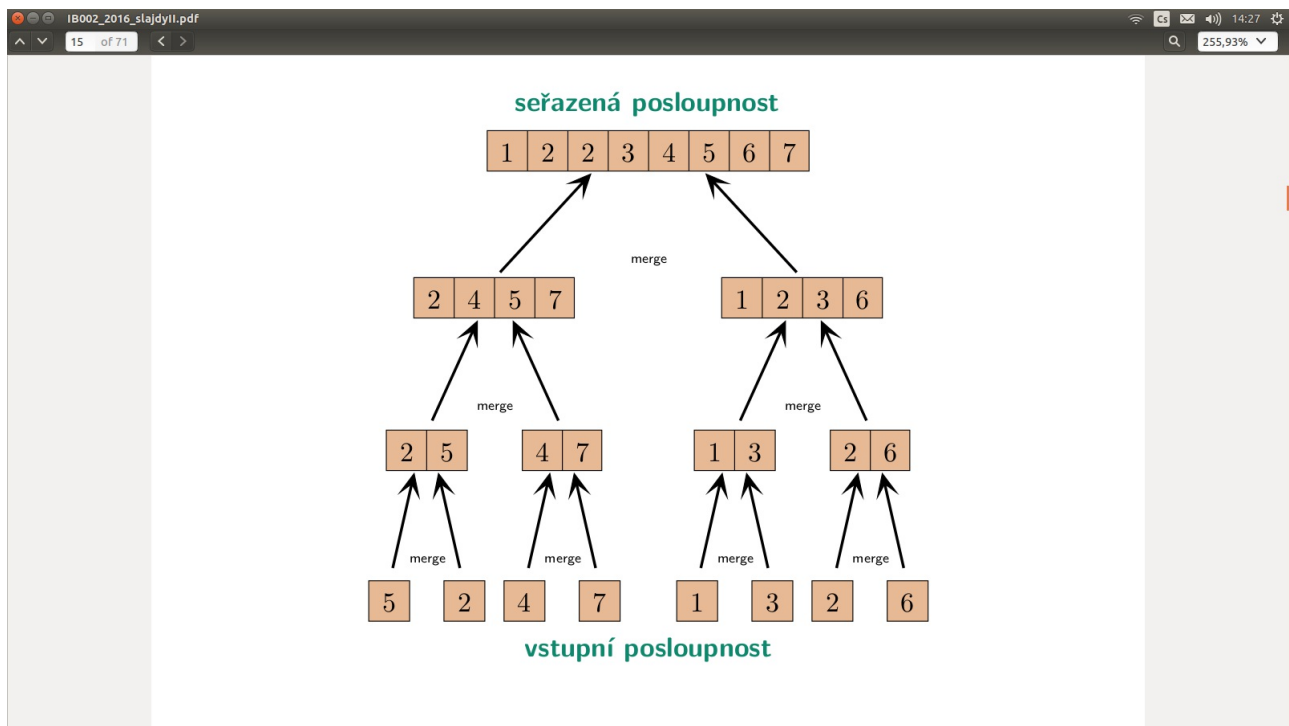 IB002_2016_slajdyII.pdf
Cs 14:27
15 of 71 255,93%
seřazená posloupnost
1 2 2 3 4 5 6 7
merge
2 4 5 7 1 2 3 6
merge merge
2 5 4 7 1 3 2 6
merge merge merge merge
5 2 4 7 1 3 2 6
vstupní posloupnost